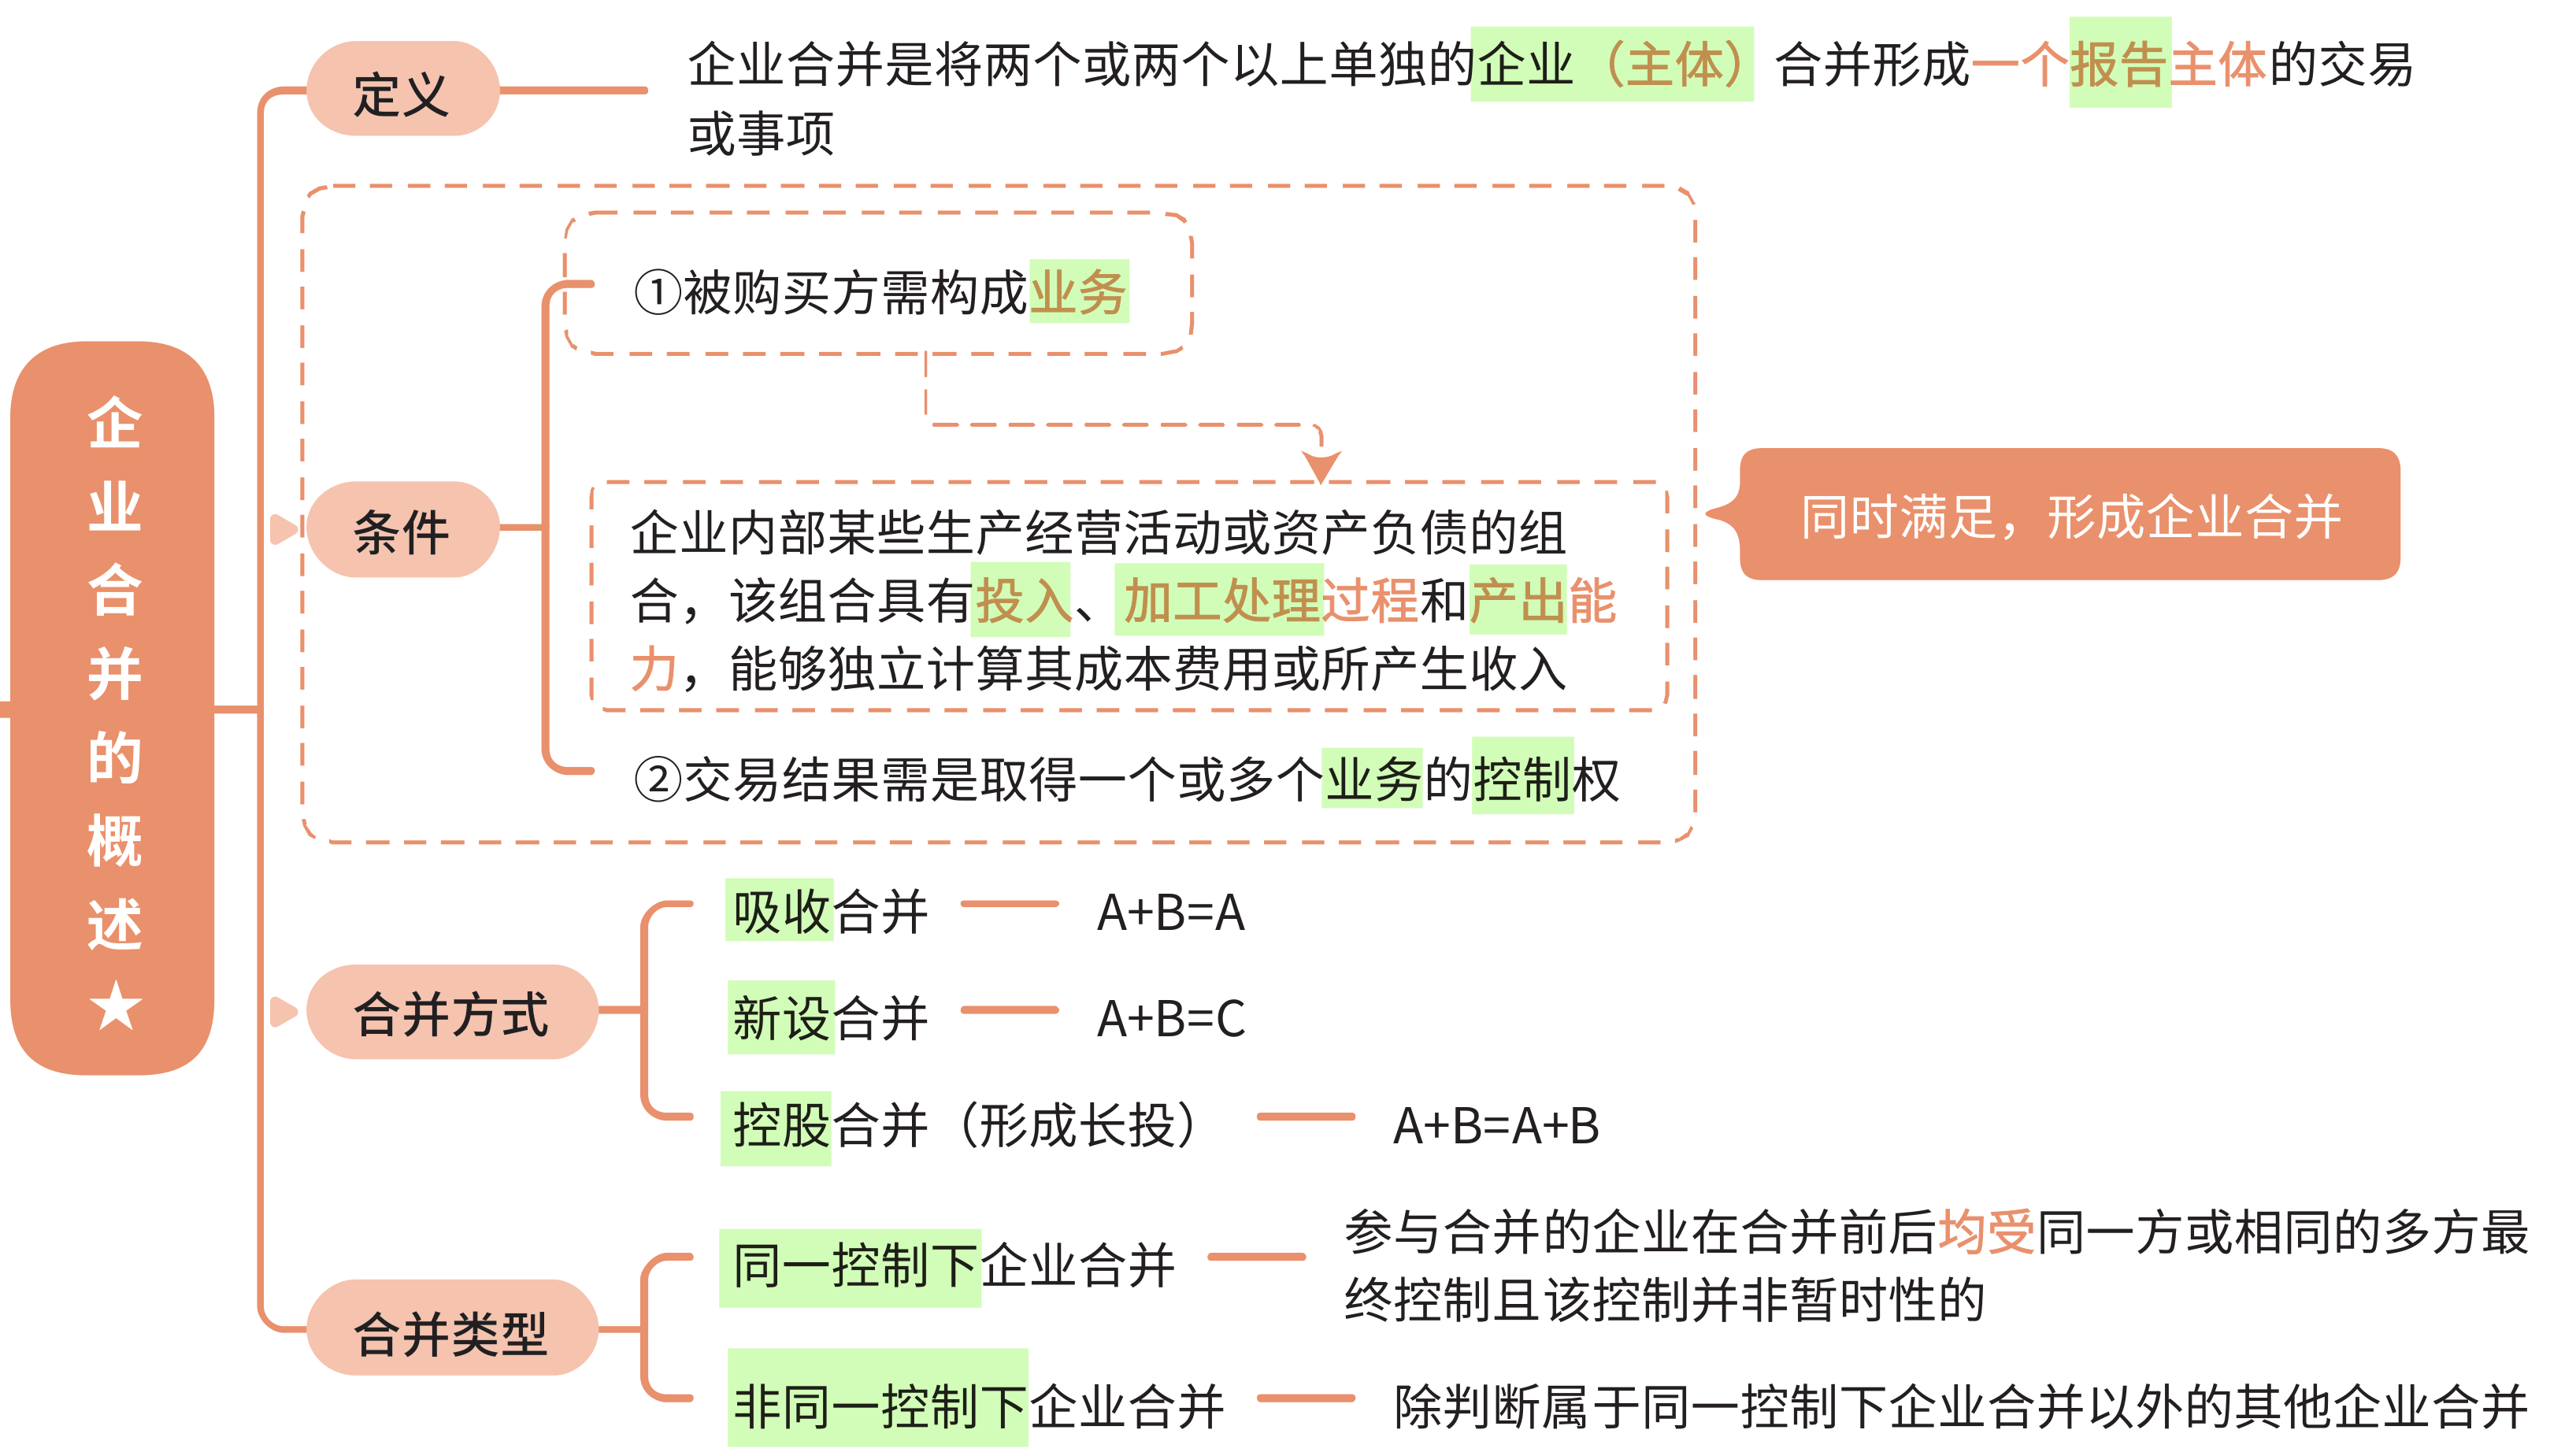 企业合并的概述★
定义
企业合并是将两个或两个以上单独的企业（主体）合并形成一个报告主体的交易
或事项
条件
①被购买方需构成业务
企业内部某些生产经营活动或资产负债的组
合，该组合具有投入、加工处理过程和产出能
力，能够独立计算其成本费用或所产生收入
②交易结果需是取得一个或多个业务的控制权
同时满足，形成企业合并
合并方式
吸收合并 A+B=A
新设合并 A+B=C
控股合并（形成长投） A+B=A+B
合并类型
同一控制下企业合并
参与合并的企业在合并前后均受同一方或相同的多方最
终控制且该控制并非暂时性的
非同一控制下企业合并
除判断属于同一控制下企业合并以外的其他企业合并